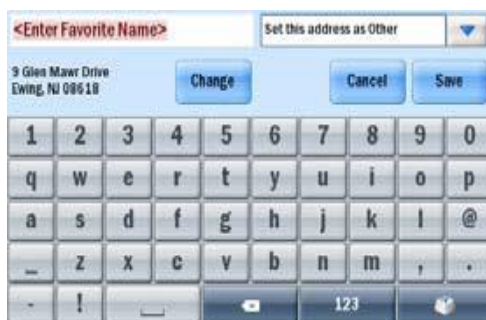 <Enter Favorite Name>
Set this address as Other
9 Glen Mawr Drive
Ewing, NJ 08618
Change
Cancel
Save
1 2 3 4 5 6 7 8 9 0
q w e r t y u i o p
a s d f g h j k l @
_ z x c v b n m , .
- ! 123